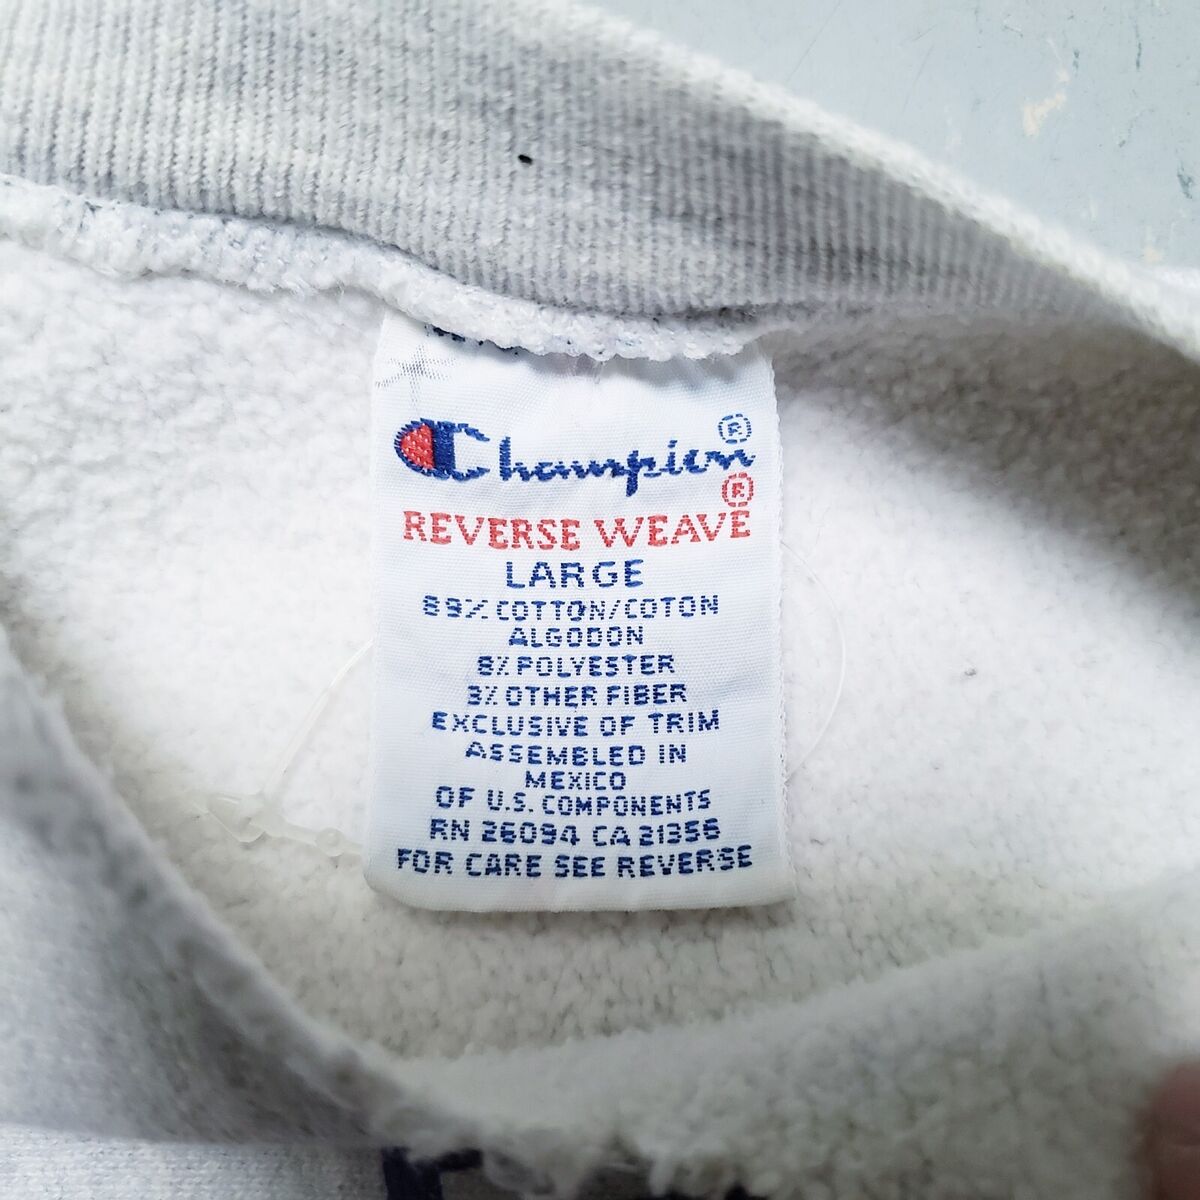 Champion®
REVERSE WEAVE®
LARGE
89% COTTON/COTON
ALGODON
8% POLYESTER
3% OTHER FIBER
EXCLUSIVE OF TRIM
ASSEMBLED IN
MEXICO
OF U.S. COMPONENTS
RN 26094 CA 21356
FOR CARE SEE REVERSE